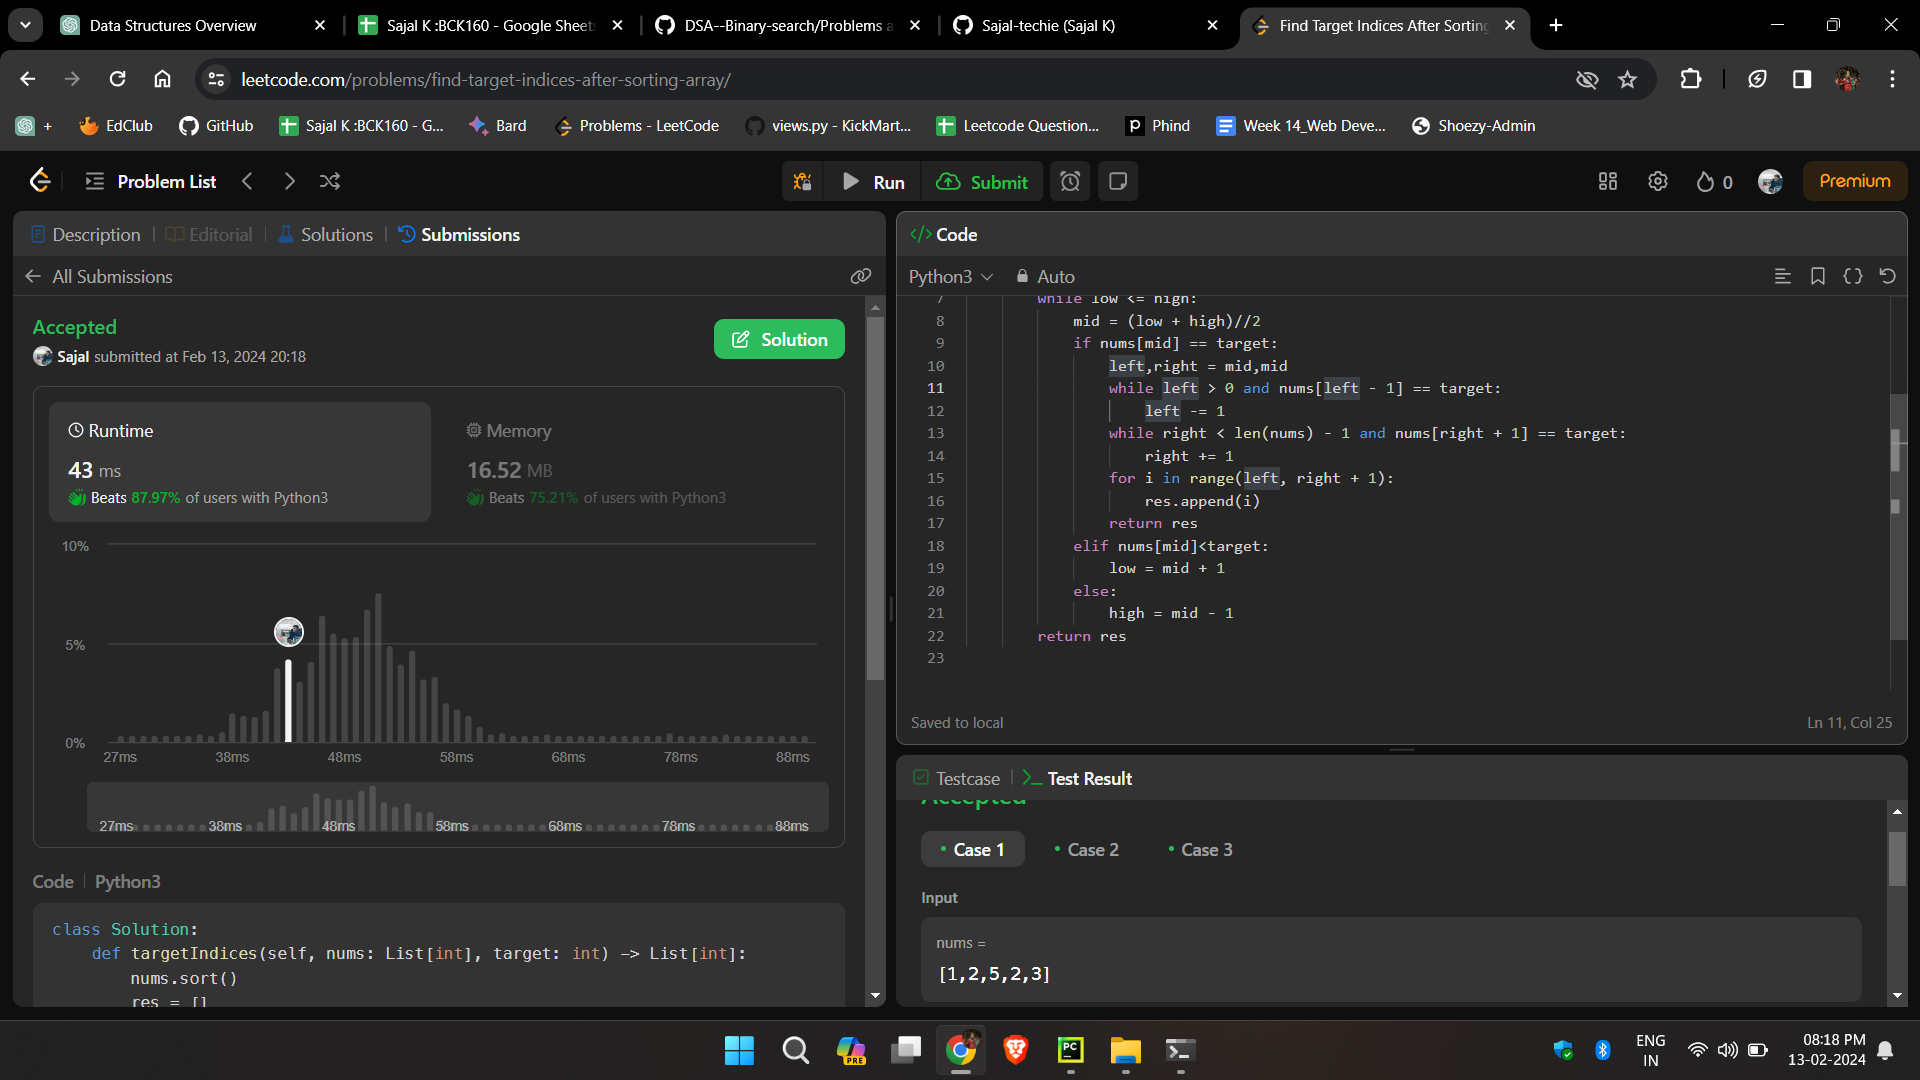 Data Structures Overview
Sajal K :BCK160 - Google Sheets
DSA--Binary-search/Problems a
Sajal-techie (Sajal K)
Find Target Indices After Sorting
leetcode.com/problems/find-target-indices-after-sorting-array/
+
EdClub
GitHub
Sajal K :BCK160 - G...
Bard
Problems - LeetCode
views.py - KickMart...
Leetcode Question...
Phind
Week 14_Web Deve...
Shoezy-Admin
Problem List
Run
Submit
0
Premium
Description
Editorial
Solutions
Submissions
All Submissions
Accepted
Sajal submitted at Feb 13, 2024 20:18
Solution
Runtime
43 ms
Beats 87.97% of users with Python3
Memory
16.52 MB
Beats 75.21% of users with Python3
10%
5%
0%
27ms 38ms 48ms 58ms 68ms 78ms 88ms
27ms 38ms 48ms 58ms 68ms 78ms 88ms
Code | Python3
class Solution:
    def targetIndices(self, nums: List[int], target: int) -> List[int]:
        nums.sort()
        res = []
</> Code
Python3
Auto
7 while low <= high:
8 mid = (low + high)//2
9 if nums[mid] == target:
10 left,right = mid,mid
11 while left > 0 and nums[left - 1] == target:
12 left -= 1
13 while right < len(nums) - 1 and nums[right + 1] == target:
14 right += 1
15 for i in range(left, right + 1):
16 res.append(i)
17 return res
18 elif nums[mid]<target:
19 low = mid + 1
20 else:
21 high = mid - 1
22 return res
23
Saved to local
Ln 11, Col 25
Testcase
Test Result
Accepted
Case 1
Case 2
Case 3
Input
nums =
[1,2,5,2,3]
PRE
PC
ENG
IN
08:18 PM
13-02-2024